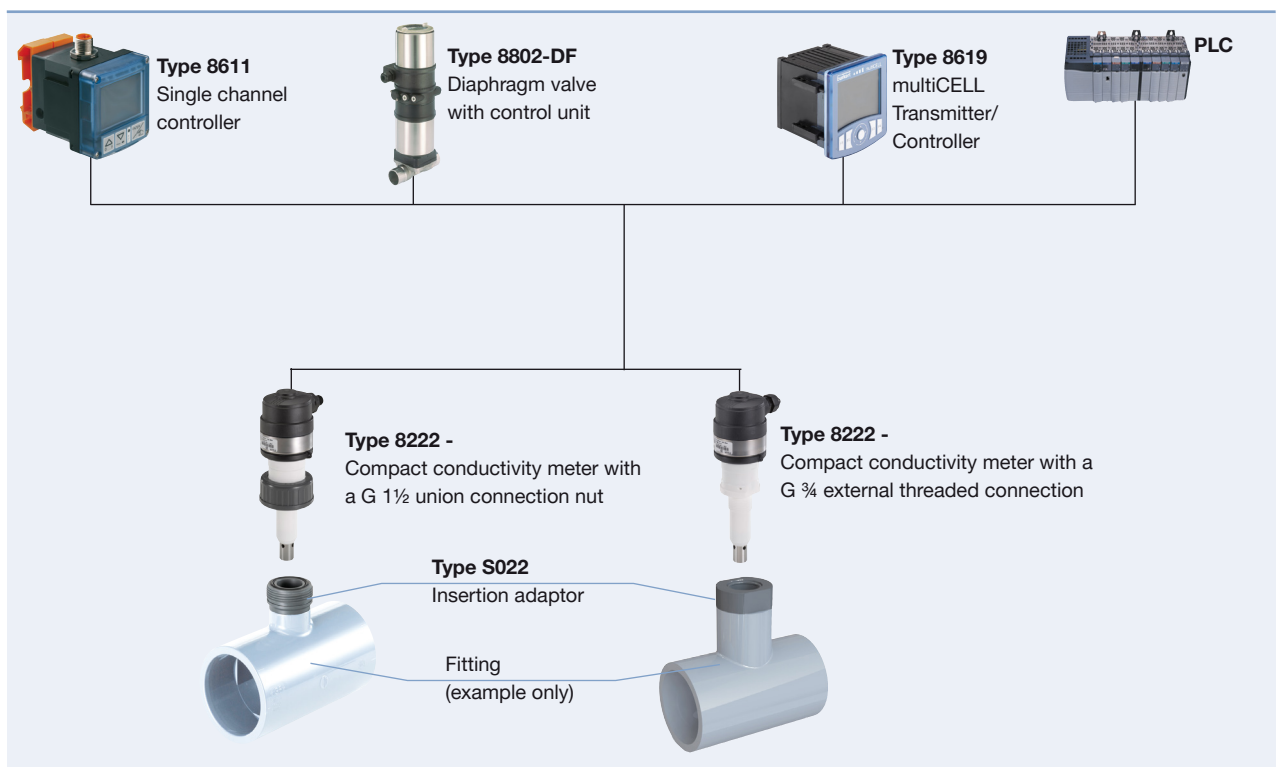 Type 8611
Single channel
controller
Type 8802-DF
Diaphragm valve
with control unit
Type 8619
multiCELL
Transmitter/
Controller
PLC
Type 8222 -
Compact conductivity meter with
a G 1½ union connection nut
Type 8222 -
Compact conductivity meter with a
G ¾ external threaded connection
Type S022
Insertion adaptor
Fitting
(example only)